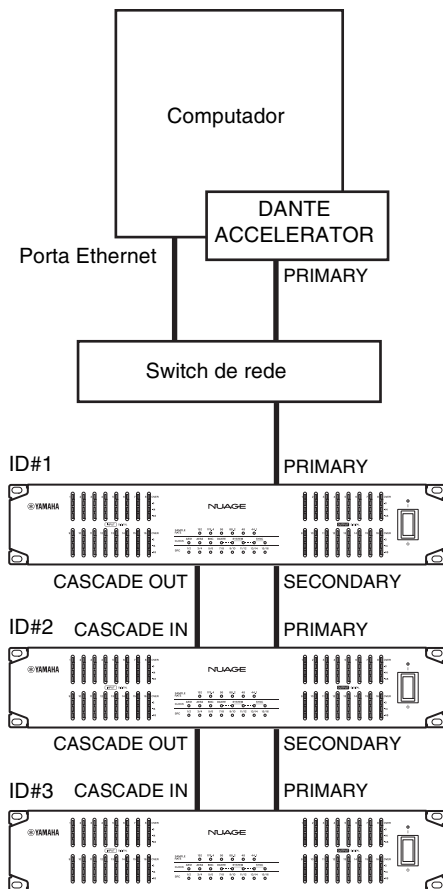 Computador
DANTE
ACCELERATOR
Porta Ethernet
PRIMARY
Switch de rede
ID#1
PRIMARY
YAMAHA
NUAGE
CASCADE OUT
SECONDARY
ID#2
CASCADE IN
PRIMARY
YAMAHA
NUAGE
CASCADE OUT
SECONDARY
ID#3
CASCADE IN
PRIMARY
YAMAHA
NUAGE